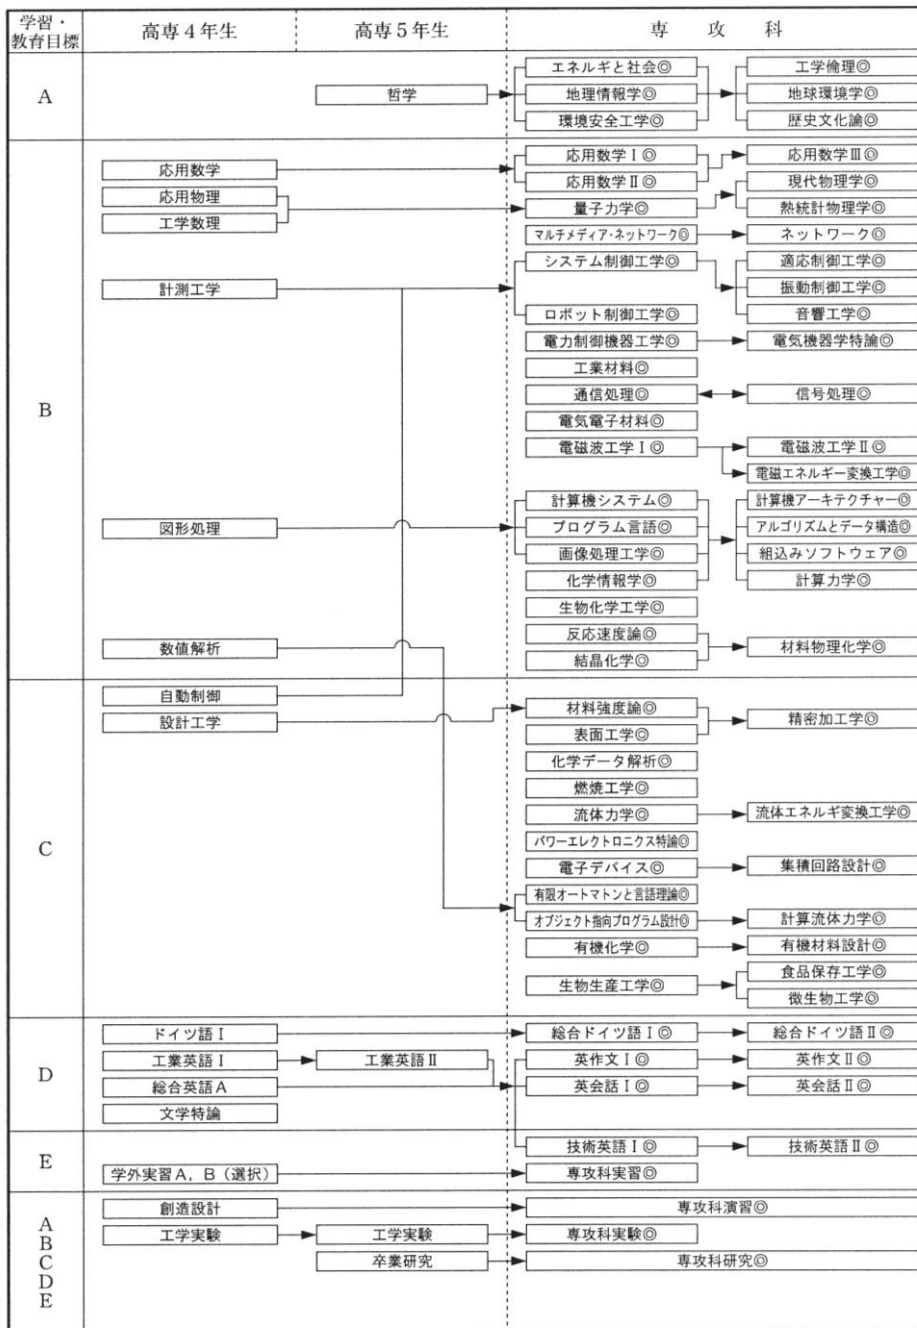 学習・
教育目標
高専４年生
高専５年生
専攻科
A
哲学
エネルギと社会◎
地理情報学◎
環境安全工学◎
工学倫理◎
地球環境学◎
歴史文化論◎
B
応用数学
応用物理
工学数理
計測工学
図形処理
数値解析
応用数学Ⅰ◎
応用数学Ⅱ◎
量子力学◎
マルチメディア・ネットワーク◎
システム制御工学◎
ロボット制御工学◎
電力制御機器工学◎
工業材料◎
通信処理◎
電気電子材料◎
電磁波工学Ⅰ◎
計算機システム◎
プログラム言語◎
画像処理工学◎
化学情報学◎
生物化学工学◎
反応速度論◎
結晶化学◎
応用数学Ⅲ◎
現代物理学◎
熱統計物理学◎
ネットワーク◎
適応制御工学◎
振動制御工学◎
音響工学◎
電気機器学特論◎
信号処理◎
電磁波工学Ⅱ◎
電磁エネルギー変換工学◎
計算機アーキテクチャー◎
アルゴリズムとデータ構造◎
組込みソフトウェア◎
計算力学◎
材料物理化学◎
C
自動制御
設計工学
材料強度論◎
表面工学◎
化学データ解析◎
燃焼工学◎
流体力学◎
パワーエレクトロニクス特論◎
電子デバイス◎
有限オートマトンと言語理論◎
オブジェクト指向プログラム設計◎
有機化学◎
生物生産工学◎
精密加工学◎
流体エネルギ変換工学◎
集積回路設計◎
計算流体力学◎
有機材料設計◎
食品保存工学◎
微生物工学◎
D
ドイツ語Ⅰ
工業英語Ⅰ
総合英語Ａ
文学特論
工業英語Ⅱ
総合ドイツ語Ⅰ◎
英作文Ⅰ◎
英会話Ⅰ◎
総合ドイツ語Ⅱ◎
英作文Ⅱ◎
英会話Ⅱ◎
E
学外実習Ａ，Ｂ（選択）
技術英語Ⅰ◎
専攻科実習◎
技術英語Ⅱ◎
A
B
C
D
E
創造設計
工学実験
工学実験
卒業研究
専攻科演習◎
専攻科実験◎
専攻科研究◎